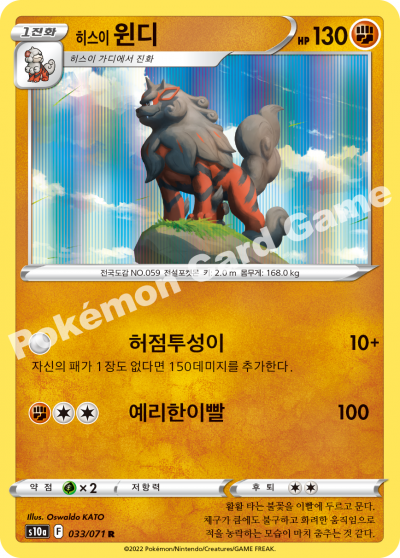 1진화
히스이 윈디
HP 130
히스이 가디에서 진화
전국도감 NO.059 전설포켓몬 키: 2.0 m 몸무게: 168.0 kg
Pokémon Card Game
허점투성이 10+
자신의 패가 1장도 없다면 150데미지를 추가한다.
예리한이빨 100
약점 ×2 저항력 후퇴
Illus. Oswaldo KATO
s10a F 033/071 R
활활 타는 불꽃을 이빨에 두르고 문다.
체구가 큼에도 불구하고 화려한 움직임으로
적을 농락하는 모습이 마치 춤추는 것 같다.
©2022 Pokémon/Nintendo/Creatures/GAME FREAK.